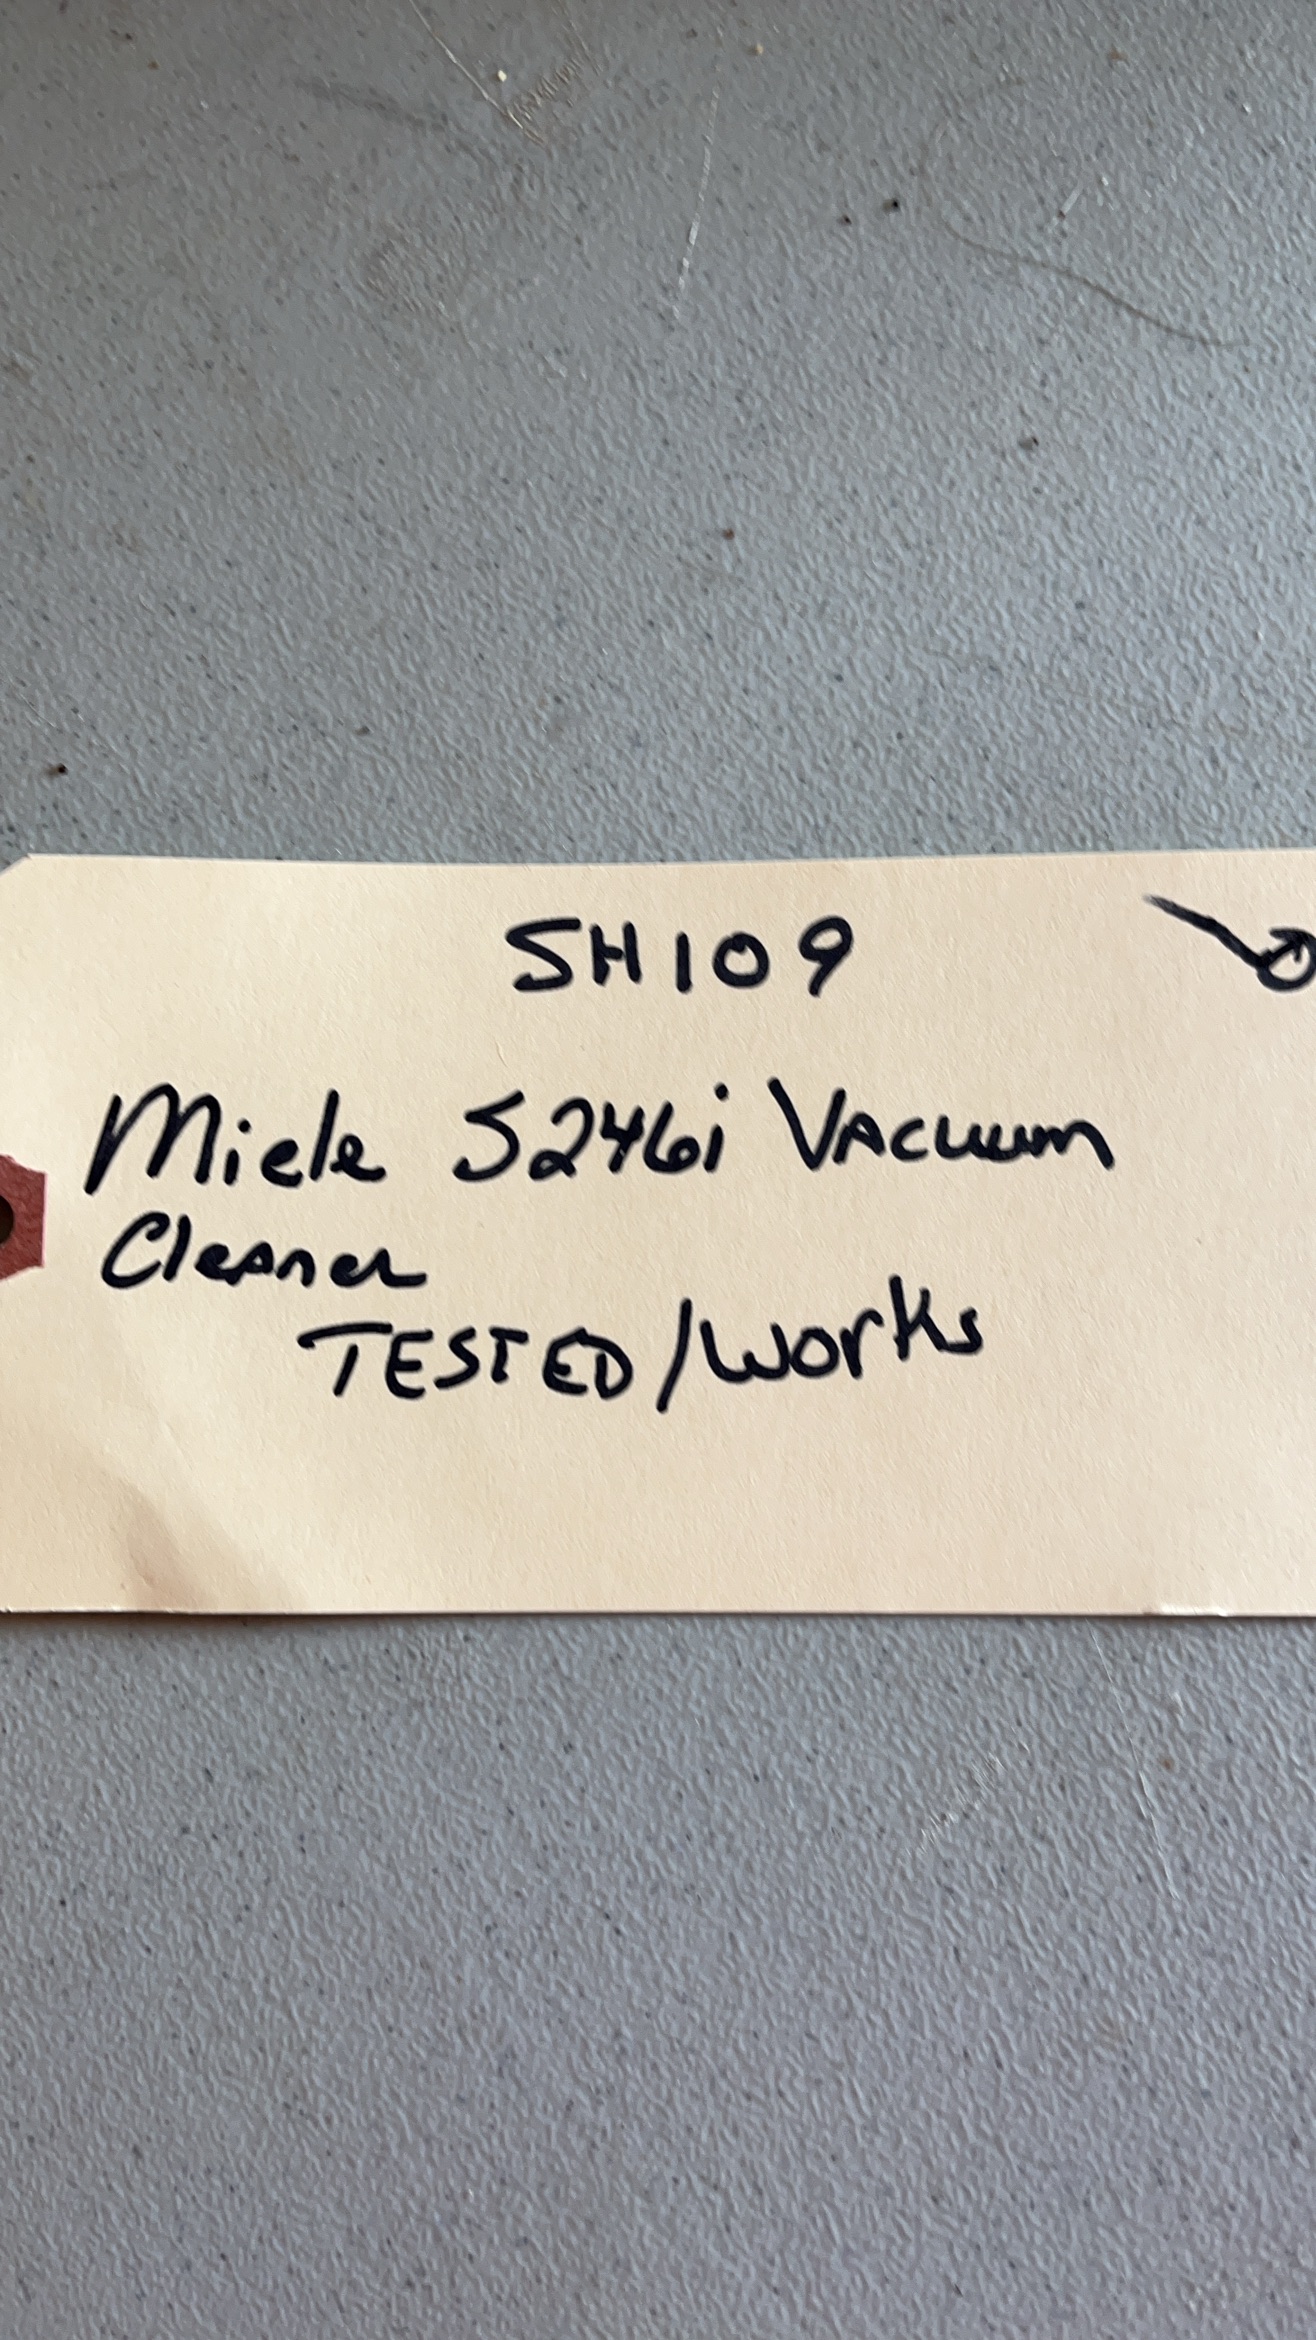 SH109
Miele S246i Vacuum
Cleaner
TESTED/Works